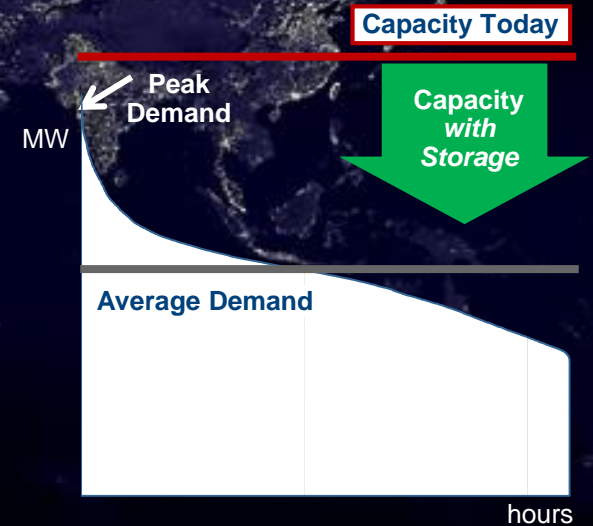 Capacity Today
Peak
Demand
MW
Capacity
with
Storage
Average Demand
hours